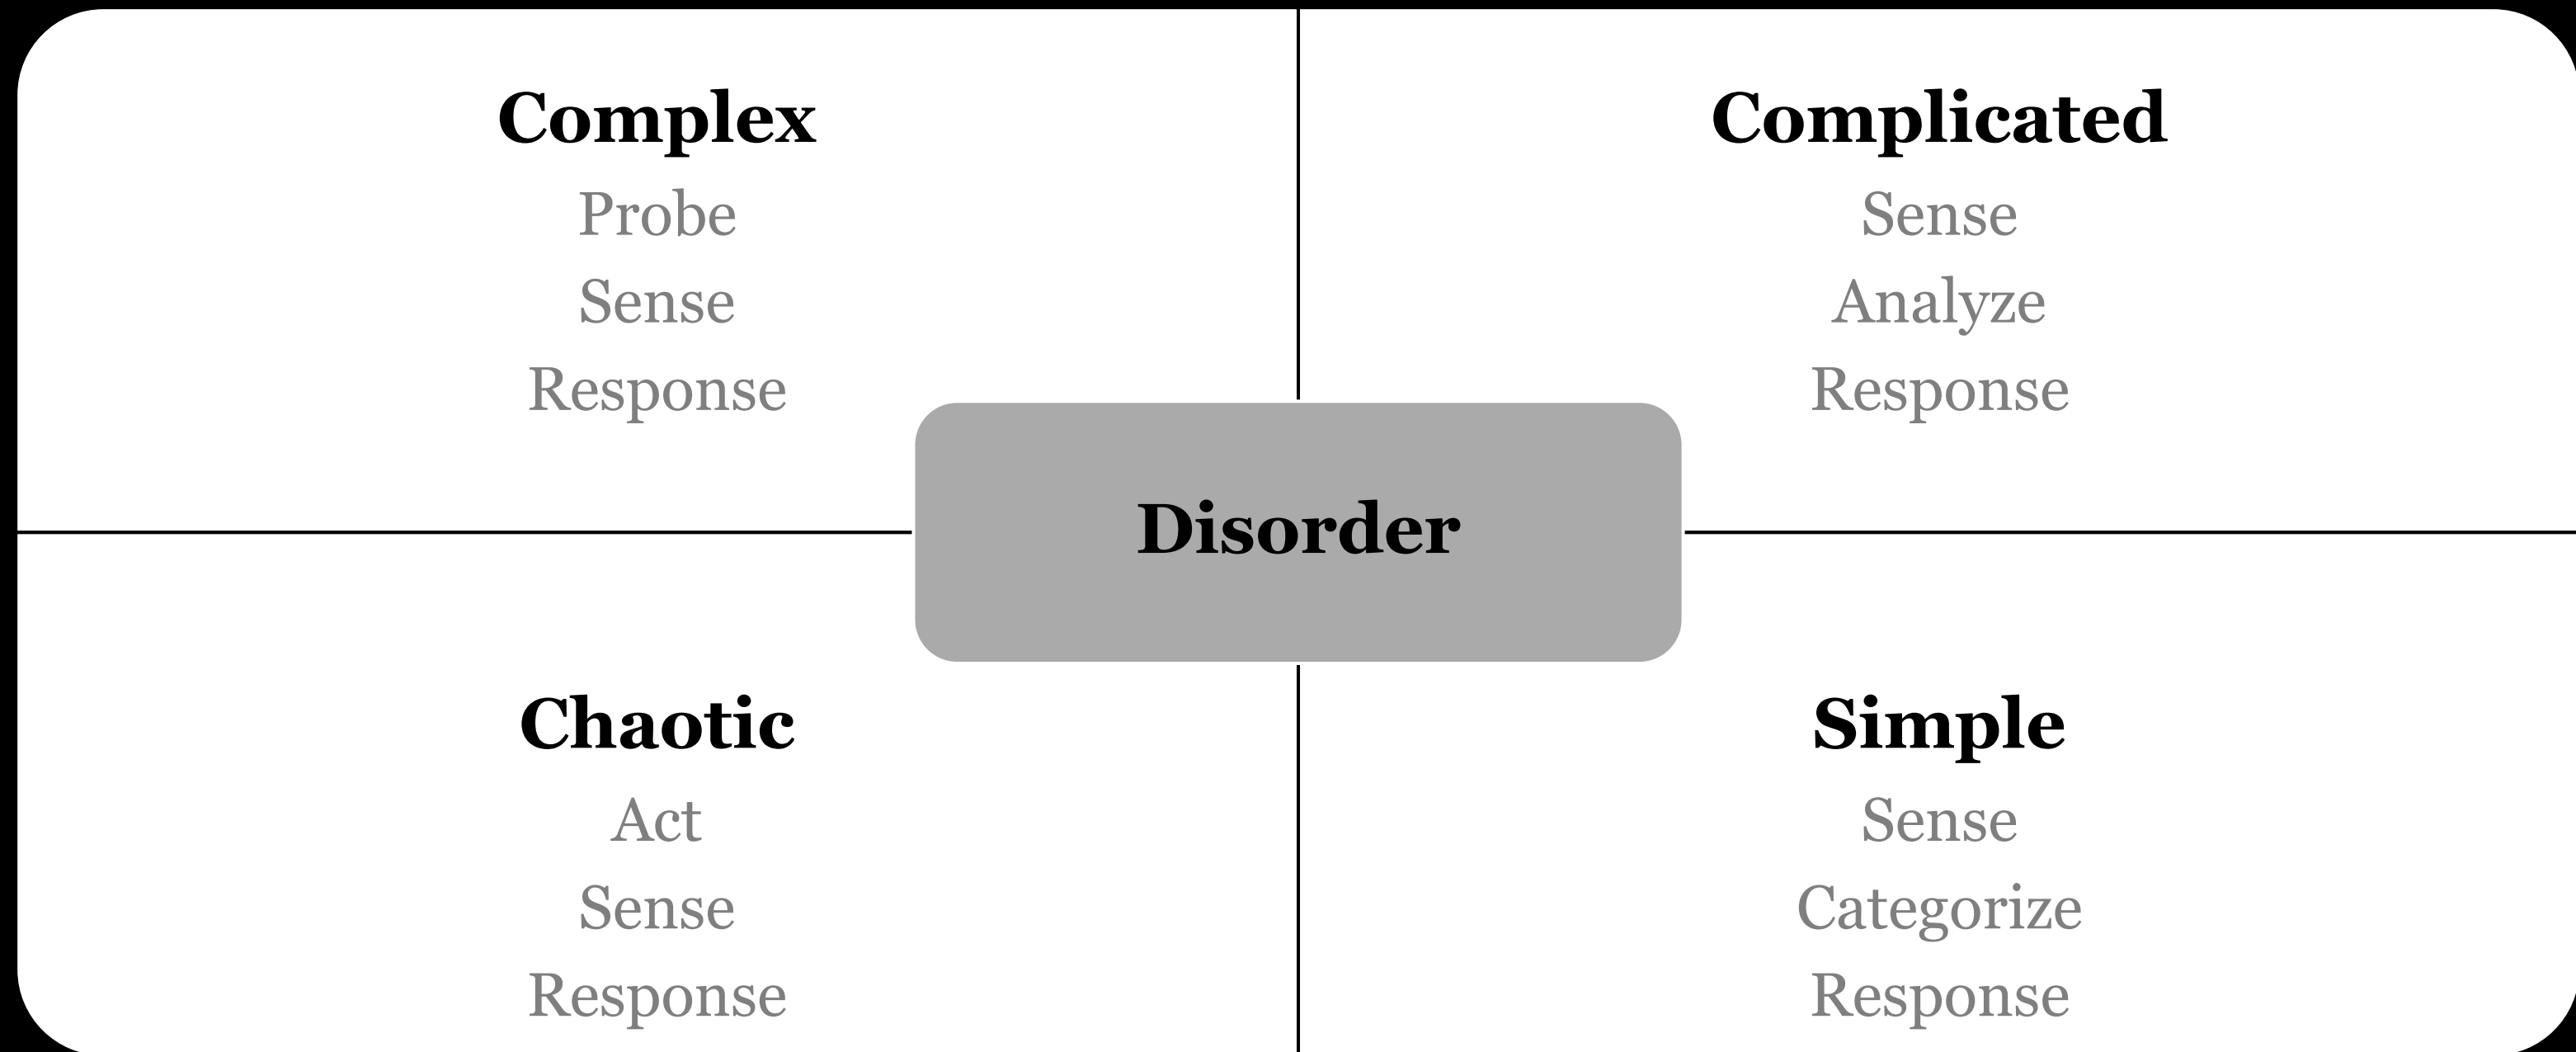 Complex
Probe
Sense
Response
Complicated
Sense
Analyze
Response
Disorder
Chaotic
Act
Sense
Response
Simple
Sense
Categorize
Response